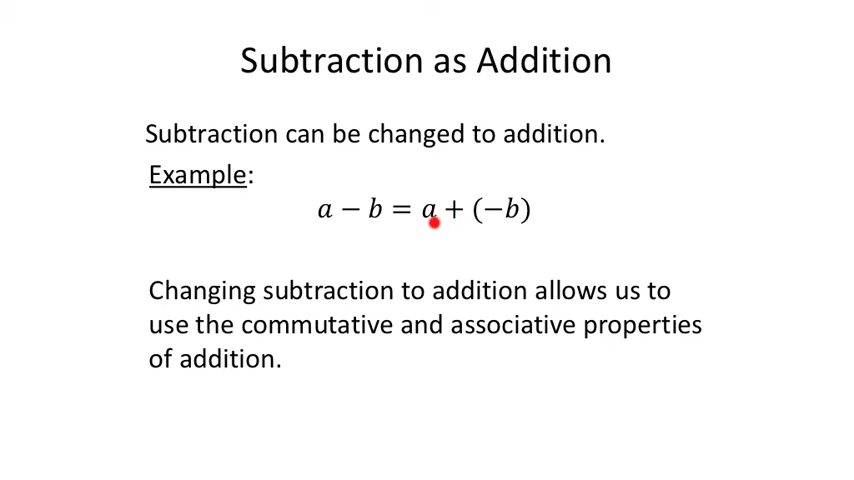 Subtraction as Addition
Subtraction can be changed to addition.
Example:
a − b = a + (−b)
Changing subtraction to addition allows us to
use the commutative and associative properties
of addition.